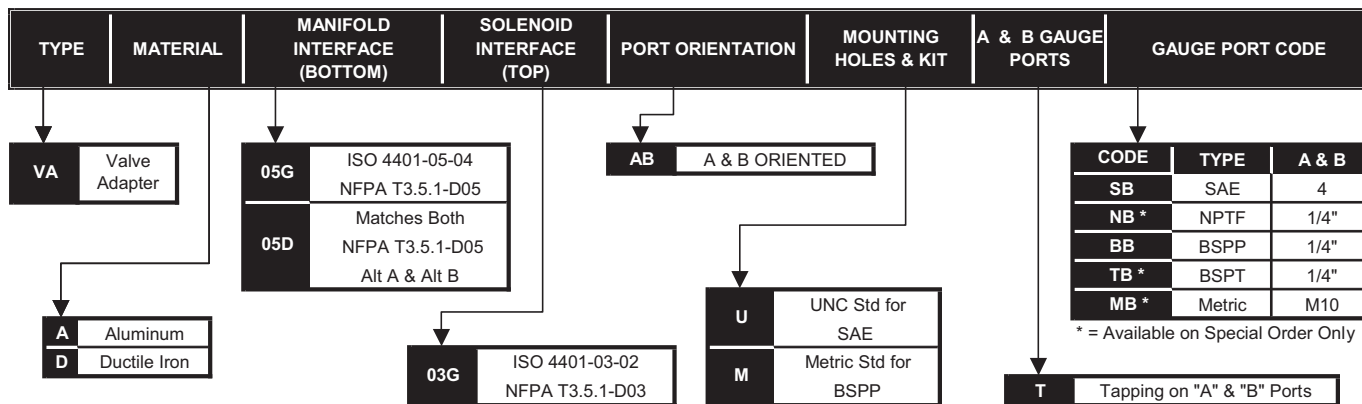 TYPE
MATERIAL
MANIFOLD
INTERFACE
(BOTTOM)
SOLENOID
INTERFACE
(TOP)
PORT ORIENTATION
MOUNTING
HOLES & KIT
A & B GAUGE
PORTS
GAUGE PORT CODE
VA
Valve
Adapter
A Aluminum
D Ductile Iron
05G
ISO 4401-05-04
NFPA T3.5.1-D05
05D
Matches Both
NFPA T3.5.1-D05
Alt A & Alt B
03G
ISO 4401-03-02
NFPA T3.5.1-D03
AB A & B ORIENTED
U
UNC Std for
SAE
M
Metric Std for
BSPP
T Tapping on "A" & "B" Ports
CODE TYPE A & B
SB SAE 4
NB * NPTF 1/4"
BB BSPP 1/4"
TB * BSPT 1/4"
MB * Metric M10
* = Available on Special Order Only